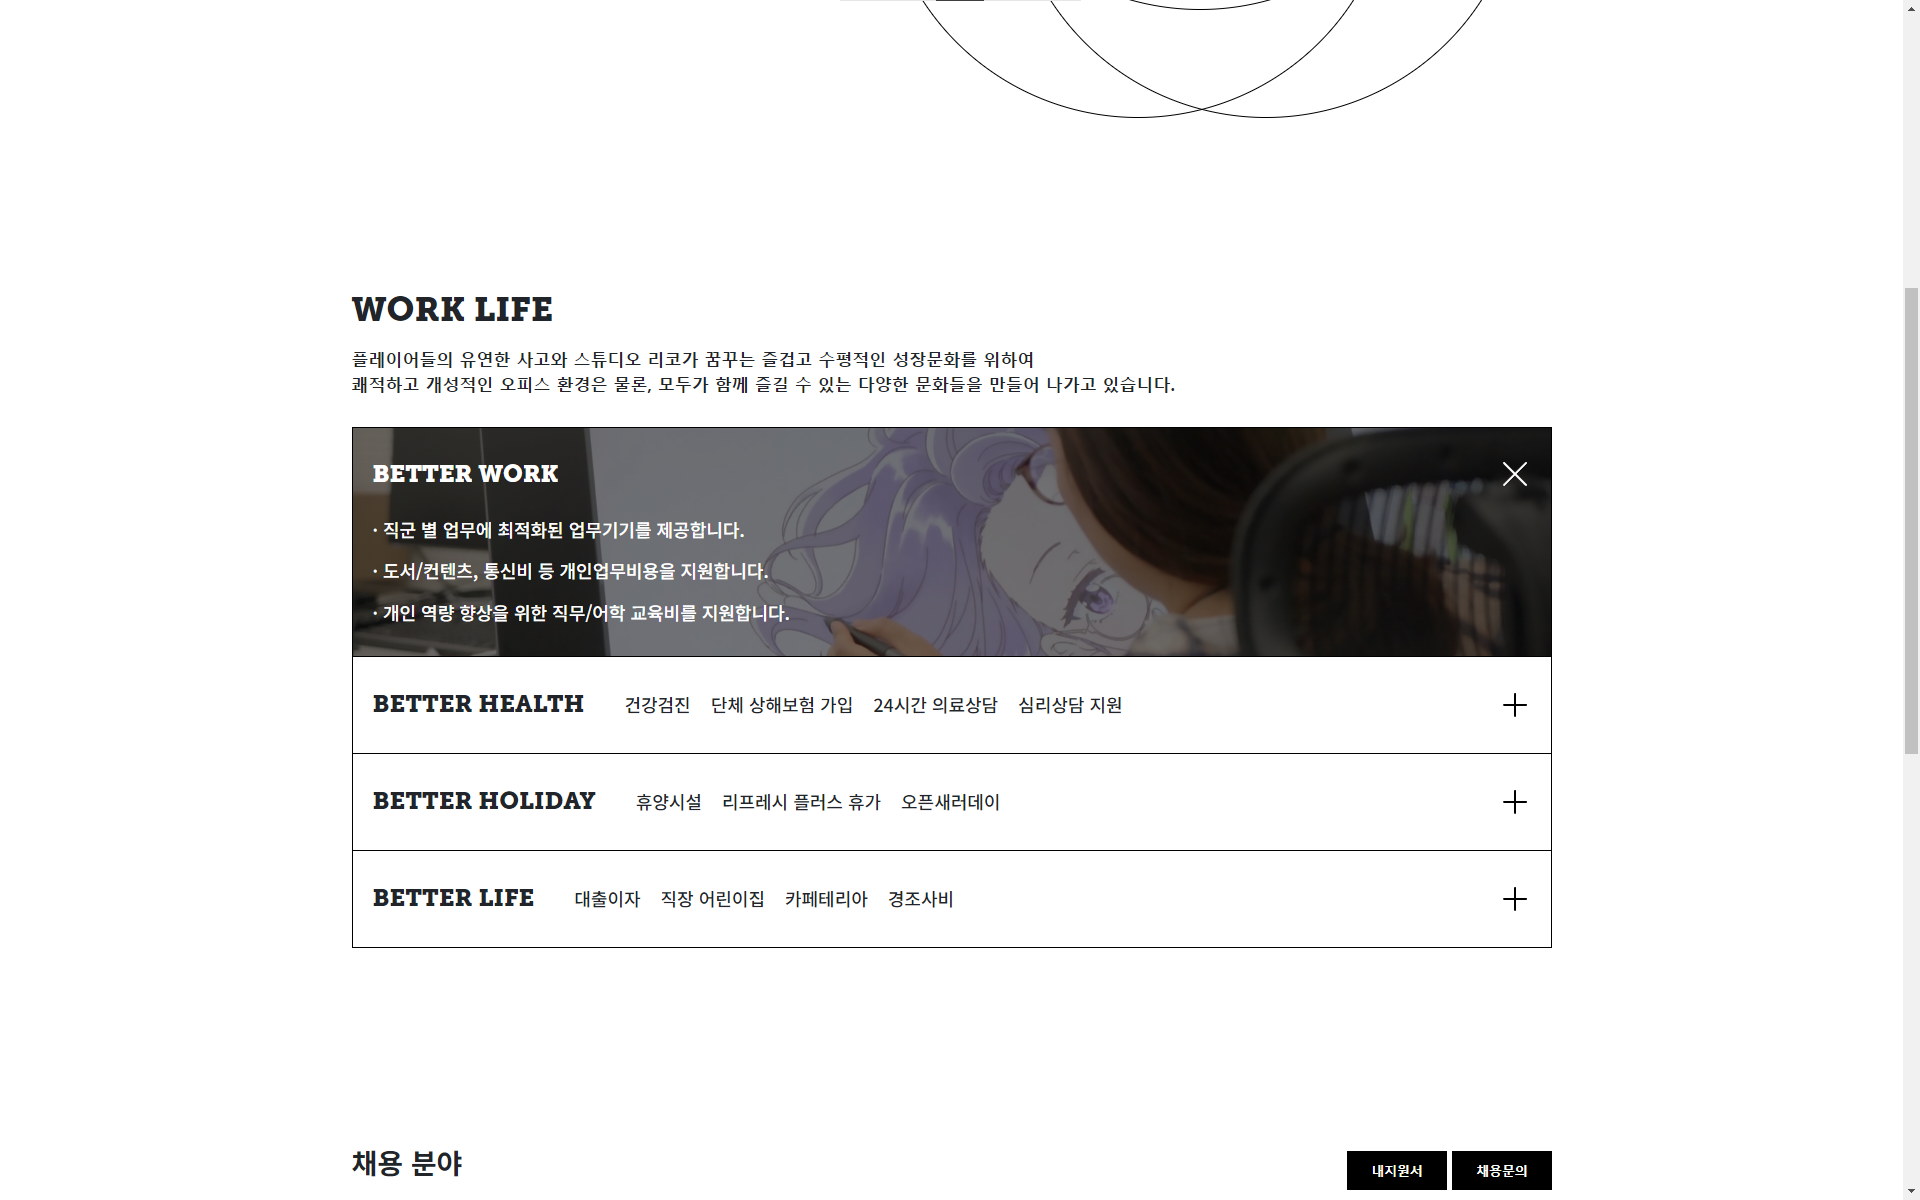 WORK LIFE
플레이어들의 유연한 사고와 스튜디오 리코가 꿈꾸는 즐겁고 수평적인 성장문화를 위하여
쾌적하고 개성적인 오피스 환경은 물론, 모두가 함께 즐길 수 있는 다양한 문화들을 만들어 나가고 있습니다.
BETTER WORK
· 직군 별 업무에 최적화된 업무기기를 제공합니다.
· 도서/컨텐츠, 통신비 등 개인업무비용을 지원합니다.
· 개인 역량 향상을 위한 직무/어학 교육비를 지원합니다.
BETTER HEALTH 건강검진 단체 상해보험 가입 24시간 의료상담 심리상담 지원
BETTER HOLIDAY 휴양시설 리프레시 플러스 휴가 오픈새러데이
BETTER LIFE 대출이자 직장 어린이집 카페테리아 경조사비
채용 분야 내지원서 채용문의